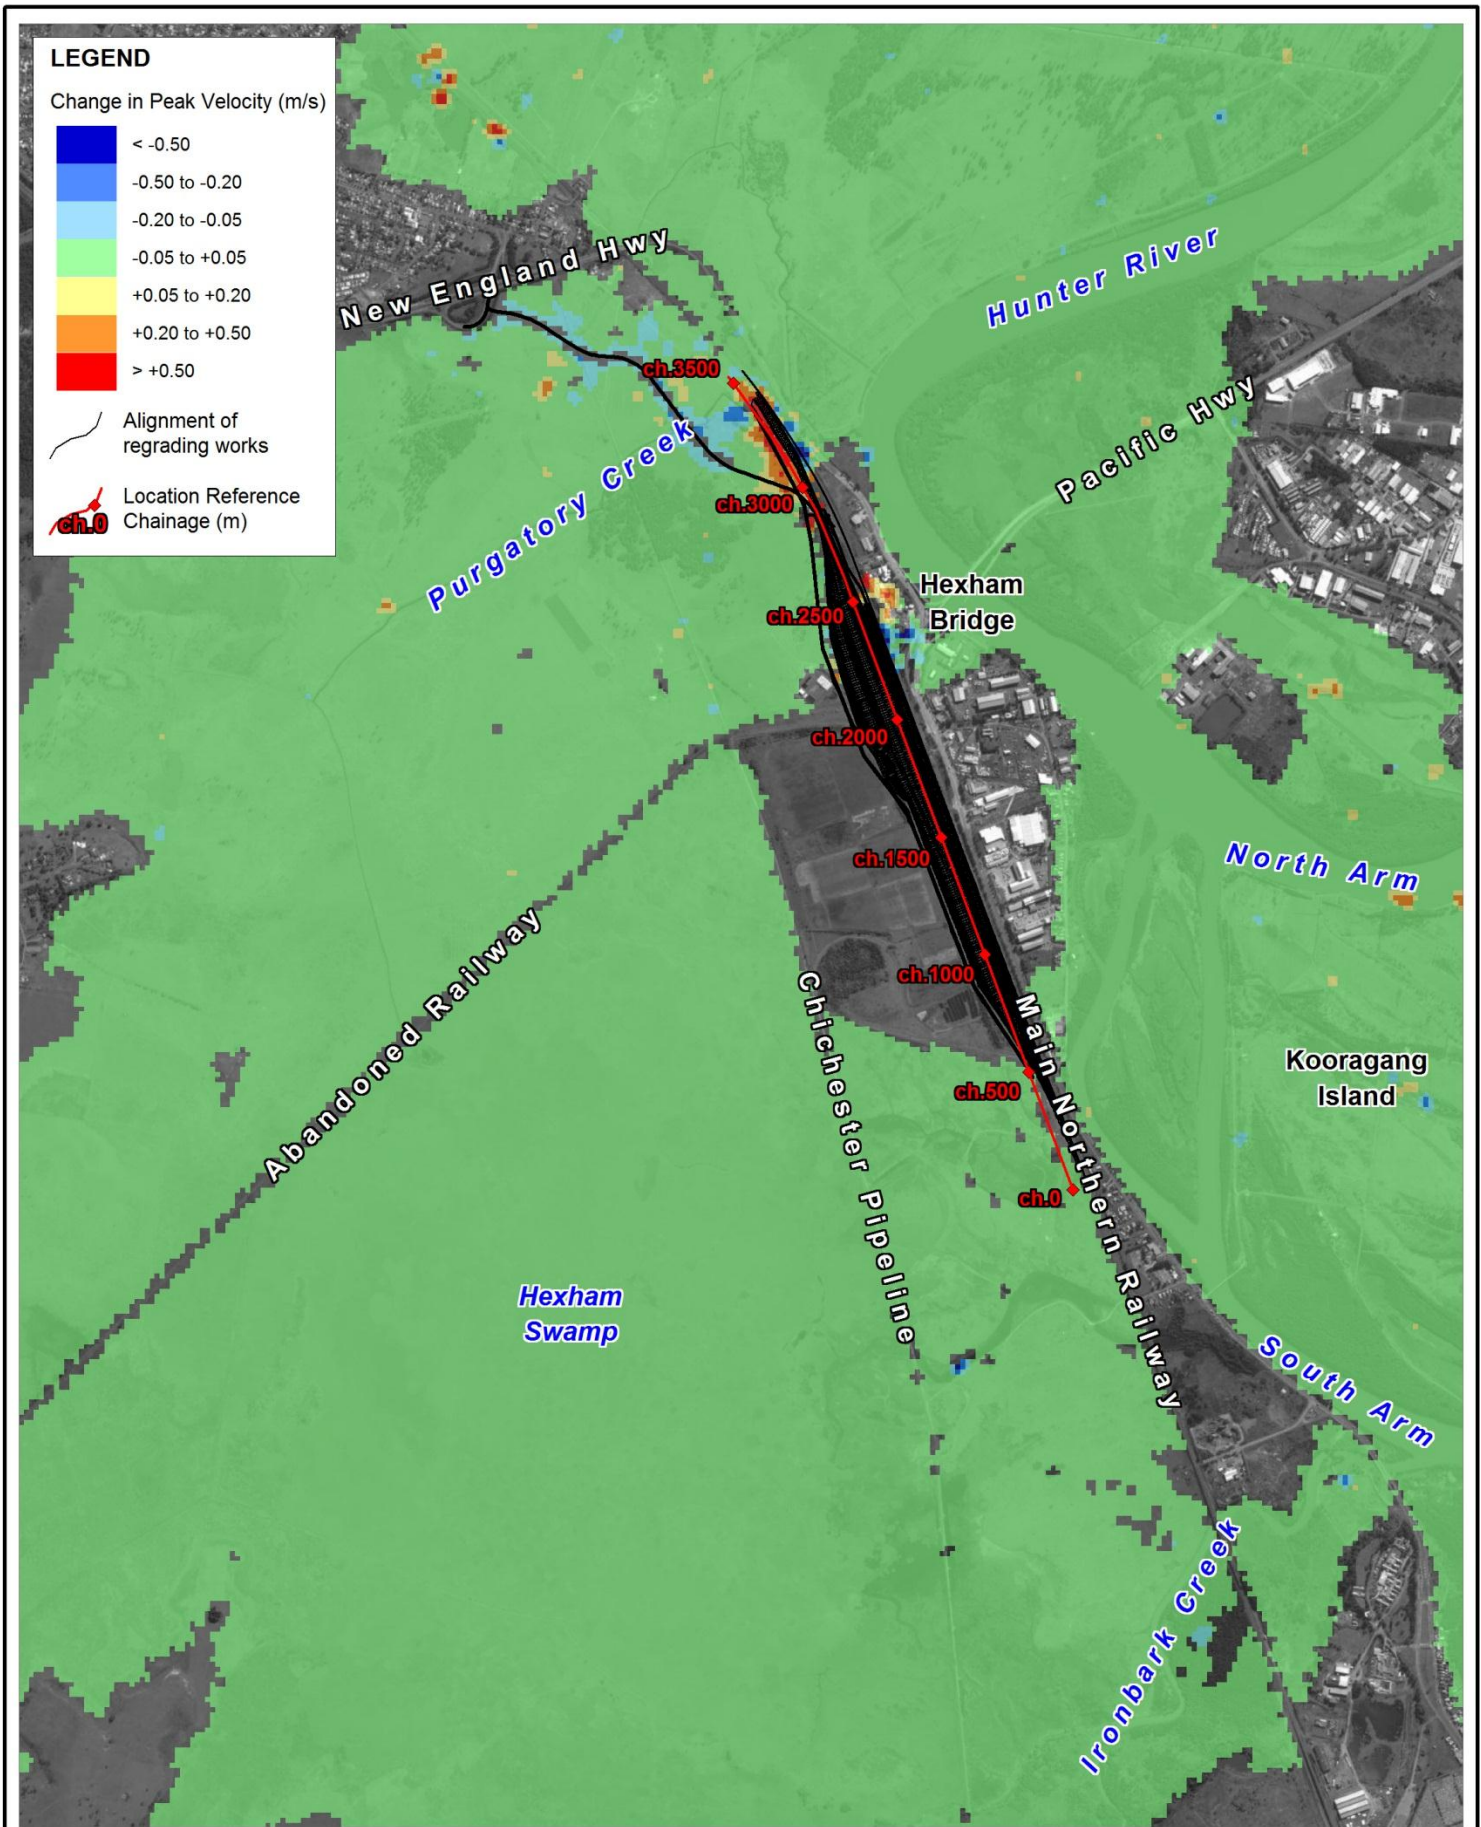 LEGEND
Change in Peak Velocity (m/s)
< -0.50
-0.50 to -0.20
-0.20 to -0.05
-0.05 to +0.05
+0.05 to +0.20
+0.20 to +0.50
> +0.50
Alignment of
regrading works
Location Reference
Chainage (m)
ch.0
New England Hwy
Hunter River
ch.3500
Pacific Hwy
Purgatory Creek
ch.3000
Hexham
Bridge
ch.2500
ch.2000
ch.1500
North Arm
Abandoned Railway
ch.1000
Chichester Pipeline
Main Northern Railway
Kooragang
Island
ch.500
ch.0
Hexham
Swamp
South Arm
Ironbark Creek